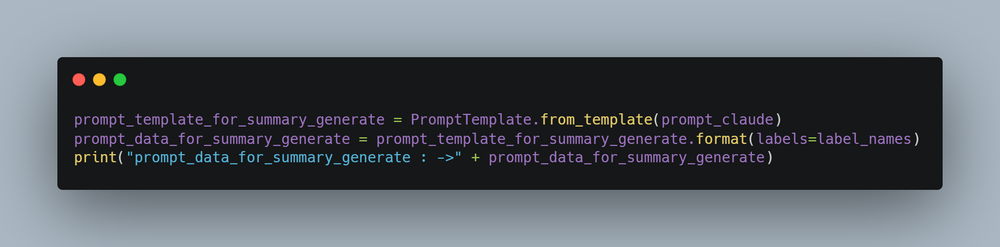 prompt_template_for_summary_generate = PromptTemplate.from_template(prompt_claude)
prompt_data_for_summary_generate = prompt_template_for_summary_generate.format(labels=label_names)
print("prompt_data_for_summary_generate : ->" + prompt_data_for_summary_generate)